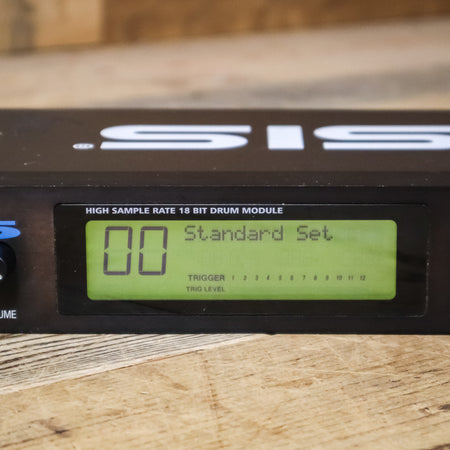 SIS
®
HIGH SAMPLE RATE 18 BIT DRUM MODULE
00
Standard Set
TRIGGER 1 2 3 4 5 6 7 8 9 10 11 12
TRIG LEVEL